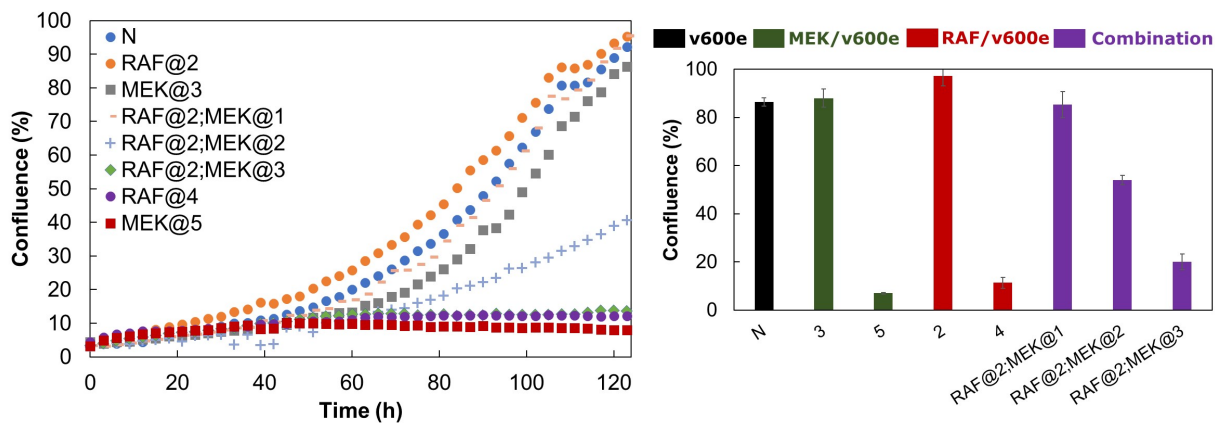 Confluence (%)
100
90
80
70
60
50
40
30
20
10
0
N
RAF@2
MEK@3
RAF@2;MEK@1
RAF@2;MEK@2
RAF@2;MEK@3
RAF@4
MEK@5
0 20 40 60 80 100 120
Time (h)
v600e MEK/v600e RAF/v600e Combination
Confluence (%)
100
80
60
40
20
0
N 3 5 2 4 RAF@2;MEK@1 RAF@2;MEK@2 RAF@2;MEK@3